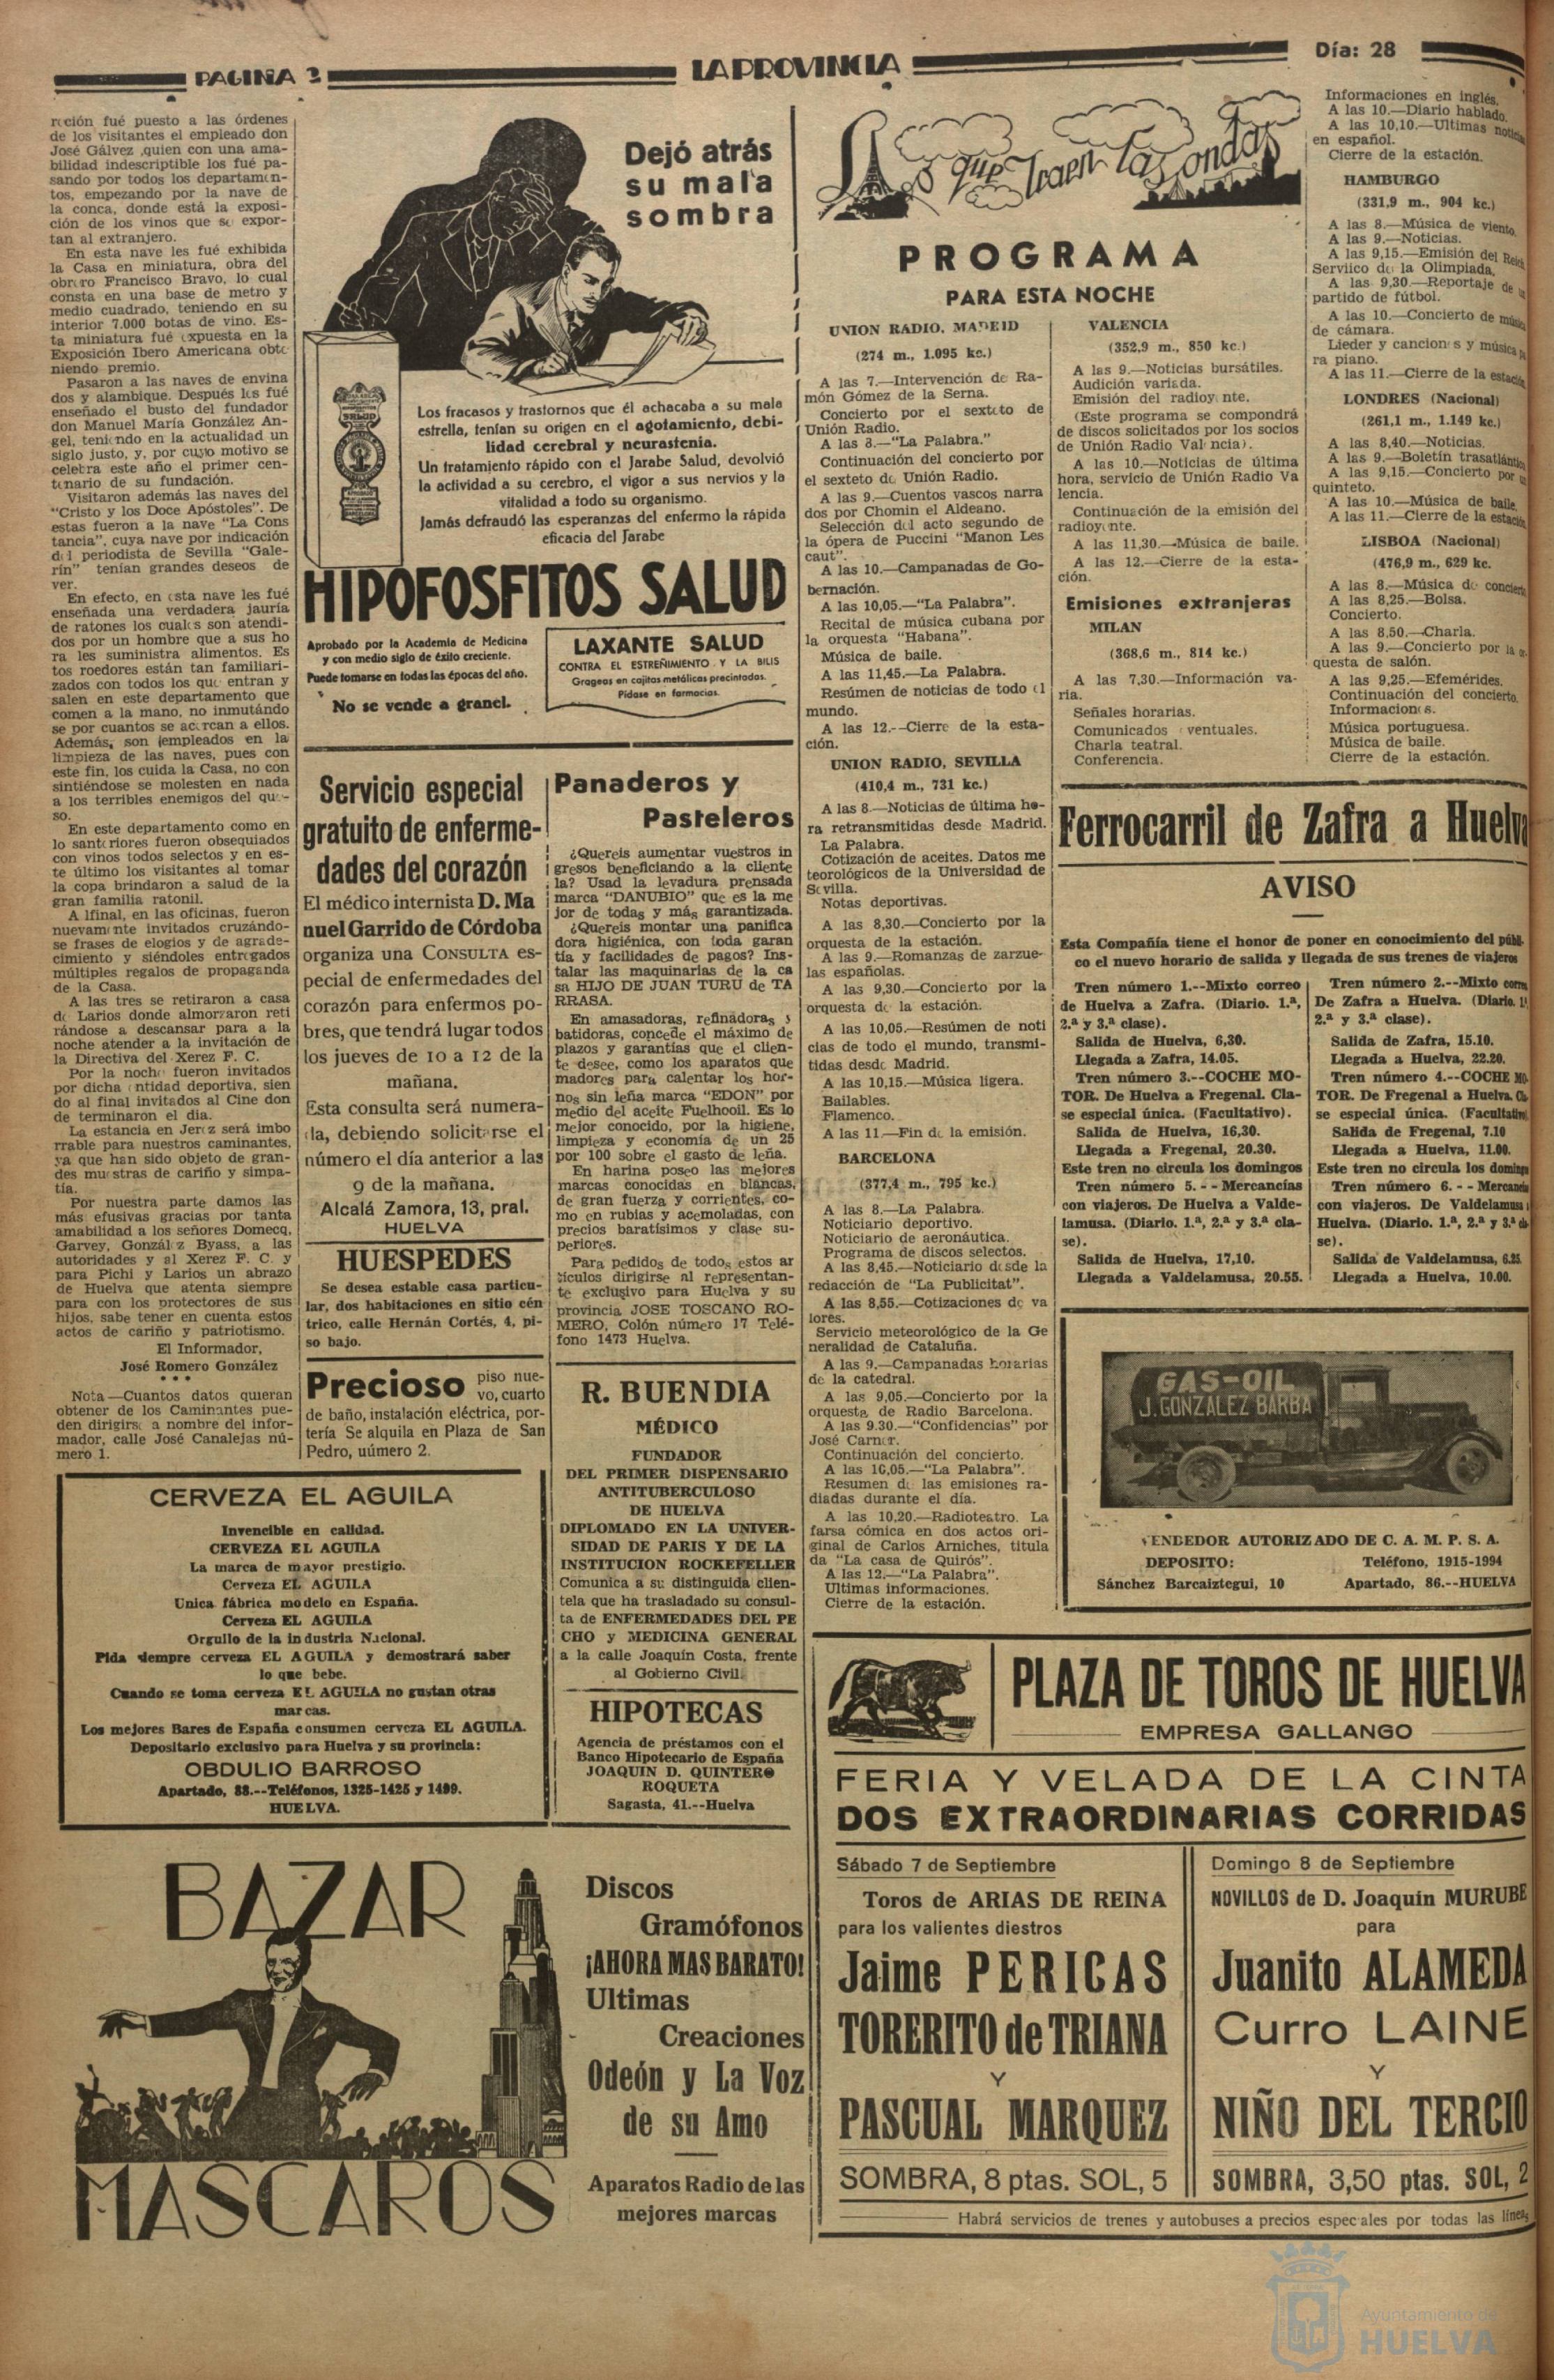 PAGINA 3
LA PROVINCIA
Día: 28
rección fué puesto a las órdenes
de los visitantes el empleado don
José Gálvez ,quien con una ama-
bilidad indescriptible los fué pa-
sando por todos los departamen-
tos, empezando por la nave de
la conca, donde está la exposi-
ción de los vinos que se expor-
tan al extranjero.
En esta nave les fué exhibida
la Casa en miniatura, obra del
obrero Francisco Bravo, lo cual
consta en una base de metro y
medio cuadrado, teniendo en su
interior 7.000 botas de vino. Es-
ta miniatura fué expuesta en la
Exposición Ibero Americana obte
niendo premio.
Pasaron a las naves de envina
dos y alambique. Después les fué
enseñado el busto del fundador
don Manuel María González An-
gel, teniendo en la actualidad un
siglo justo, y, por cuyo motivo se
celebra este año el primer cen-
tenario de su fundación.
Visitaron además las naves del
“Cristo y los Doce Apóstoles”. De
estas fueron a la nave “La Cons
tancia”, cuya nave por indicación
del periodista de Sevilla “Gale-
rín” tenían grandes deseos de
ver.
En efecto, en esta nave les fué
enseñada una verdadera jauría
de ratones los cuales son atendi-
dos por un hombre que a sus ho
ra les suministra alimentos. Es
tos roedores están tan familiari-
zados con todos los que entran y
salen en este departamento que
comen a la mano, no inmutándo
se por cuantos se acercan a ellos.
Además, son empleados en la
limpieza de las naves, pues con
este fin, los cuida la Casa, no con
sintiéndose se molesten en nada
a los terribles enemigos del que-
so.
En este departamento como en
lo santeriores fueron obsequiados
con vinos todos selectos y en es-
te último los visitantes al tomar
la copa brindaron a salud de la
gran familia ratonil.
A lfinal, en las oficinas, fueron
nuevamente invitados cruzándo-
se frases de elogios y de agrade-
cimiento y siéndoles entregados
múltiples regalos de propaganda
de la Casa.
A las tres se retiraron a casa
de Larios donde almorzaron reti
rándose a descansar para a la
noche atender a la invitación de
la Directiva del Xerez F. C.
Por la noche fueron invitados
por dicha entidad deportiva, sien
do al final invitados al Cine don
de terminaron el día.
La estancia en Jerez será imbo
rrable para nuestros caminantes,
ya que han sido objeto de gran-
des muestras de cariño y simpa-
tía.
Por nuestra parte damos las
más efusivas gracias por tanta
amabilidad a los señores Domecq,
Garvey, González Byass, a las
autoridades y al Xerez F. C. y
para Pichi y Larios un abrazo
de Huelva que atenta siempre
para con los protectores de sus
hijos, sabe tener en cuenta estos
actos de cariño y patriotismo.
El Informador,
José Romero González
* * *
Nota—Cuantos datos quieran
obtener de los Caminantes pue-
den dirigirse a nombre del infor-
mador, calle José Canalejas nú-
mero 1.
Dejó atrás
su mala
sombra
SALUD
Los fracasos y trastornos que él achacaba a su mala
estrella, tenían su origen en el agotamiento, debi-
lidad cerebral y neurastenia.
Un tratamiento rápido con el Jarabe Salud, devolvió
la actividad a su cerebro, el vigor a sus nervios y la
vitalidad a todo su organismo.
Jamás defraudó las esperanzas del enfermo la rápida
eficacia del Jarabe
HIPOFOSFITOS SALUD
Aprobado por la Academia de Medicina
y con medio siglo de éxito creciente.
Puede tomarse en todas las épocas del año.
No se vende a granel.
LAXANTE SALUD
CONTRA EL ESTREÑIMIENTO Y LA BILIS
Grageas en cajitas metálicas precintadas.
Pídase en farmacias.
Servicio especial
gratuito de enferme-
dades del corazón
El médico internista D. Ma
nuel Garrido de Córdoba
organiza una CONSULTA es-
pecial de enfermedades del
corazón para enfermos po-
bres, que tendrá lugar todos
los jueves de 10 a 12 de la
mañana.
Esta consulta será numera-
da, debiendo solicitarse el
número el día anterior a las
9 de la mañana.
Alcalá Zamora, 13, pral.
HUELVA
HUESPEDES
Se desea estable casa particu-
lar, dos habitaciones en sitio cén
trico, calle Hernán Cortés, 4, pi-
so bajo.
Precioso piso nue-
vo, cuarto
de baño, instalación eléctrica, por-
tería Se alquila en Plaza de San
Pedro, uúmero 2.
Panaderos y
Pasteleros
¿Quereis aumentar vuestros in
gresos beneficiando a la cliente
la? Usad la levadura prensada
marca “DANUBIO” que es la me
jor de todas y más garantizada.
¿Quereis montar una panifica
dora higiénica, con toda garan
tía y facilidades de pagos? Ins-
talar las maquinarias de la ca
sa HIJO DE JUAN TURU de TA
RRASA.
En amasadoras, refinadoras y
batidoras, concede el máximo de
plazos y garantías que el clien-
te desee, como los aparatos que
madores para calentar los hor-
nos sin leña marca “EDON” por
medio del aceite Fuelhooil. Es lo
mejor conocido, por la higiene,
limpieza y economía de un 25
por 100 sobre el gasto de leña.
En harina poseo las mejores
marcas conocidas en blancas,
de gran fuerza y corrientes, co-
mo en rubias y acemoladas, con
precios baratísimos y clase su-
periores.
Para pedidos de todos estos ar
tículos dirigirse al representan-
te exclusivo para Huelva y su
provincia JOSE TOSCANO RO-
MERO, Colón número 17 Telé-
fono 1473 Huelva.
R. BUENDIA
MÉDICO
FUNDADOR
DEL PRIMER DISPENSARIO
ANTITUBERCULOSO
DE HUELVA
DIPLOMADO EN LA UNIVER-
SIDAD DE PARIS Y DE LA
INSTITUCION ROCKEFELLER
Comunica a su distinguida clien-
tela que ha trasladado su consul-
ta de ENFERMEDADES DEL PE
CHO y MEDICINA GENERAL
a la calle Joaquín Costa, frente
al Gobierno Civil.
HIPOTECAS
Agencia de préstamos con el
Banco Hipotecario de España
JOAQUIN D. QUINTERO
ROQUETA
Sagasta, 41.--Huelva
CERVEZA EL AGUILA
Invencible en calidad.
CERVEZA EL AGUILA
La marca de mayor prestigio.
Cerveza EL AGUILA
Unica fábrica modelo en España.
Cerveza EL AGUILA
Orgullo de la industria Nacional.
Pida siempre cerveza EL AGUILA y demostrará saber
lo que bebe.
Cuando se toma cerveza EL AGUILA no gustan otras
marcas.
Los mejores Bares de España consumen cerveza EL AGUILA.
Depositario exclusivo para Huelva y su provincia:
OBDULIO BARROSO
Apartado, 88.--Teléfonos, 1325-1425 y 1499.
HUELVA.
BAZAR
MASCAROS
Discos
Gramófonos
¡AHORA MAS BARATO!
Ultimas
Creaciones
Odeón y La Voz
de su Amo
Aparatos Radio de las
mejores marcas
Lo que traen las ondas
PROGRAMA
PARA ESTA NOCHE
UNION RADIO, MADRID
(274 m., 1.095 kc.)
A las 7.—Intervención de Ra-
món Gómez de la Serna.
Concierto por el sexteto de
Unión Radio.
A las 8.—“La Palabra.”
Continuación del concierto por
el sexteto de Unión Radio.
A las 9.—Cuentos vascos narra
dos por Chomin el Aldeano.
Selección del acto segundo de
la ópera de Puccini “Manon Les
caut”.
A las 10.—Campanadas de Go-
bernación.
A las 10,05.—“La Palabra”.
Recital de música cubana por
la orquesta “Habana”.
Música de baile.
A las 11,45.—La Palabra.
Resúmen de noticias de todo el
mundo.
A las 12.--Cierre de la esta-
ción.
UNION RADIO, SEVILLA
(410,4 m., 731 kc.)
A las 8.—Noticias de última ho-
ra retransmitidas desde Madrid.
La Palabra.
Cotización de aceites. Datos me
teorológicos de la Universidad de
Sevilla.
Notas deportivas.
A las 8,30.—Concierto por la
orquesta de la estación.
A las 9.—Romanzas de zarzue-
las españolas.
A las 9,30.—Concierto por la
orquesta de la estación.
A las 10,05.—Resúmen de noti
cias de todo el mundo, transmi-
tidas desde Madrid.
A las 10,15.—Música ligera.
Bailables.
Flamenco.
A las 11.—Fin de la emisión.
BARCELONA
(377,4 m., 795 kc.)
A las 8.—La Palabra.
Noticiario deportivo.
Noticiario de aeronáutica.
Programa de discos selectos.
A las 8,45.—Noticiario desde la
redacción de “La Publicitat”.
A las 8,55.—Cotizaciones de va
lores.
Servicio meteorológico de la Ge
neralidad de Cataluña.
A las 9.—Campanadas horarias
de la catedral.
A las 9,05.—Concierto por la
orquesta de Radio Barcelona.
A las 9.30.—“Confidencias” por
José Carner.
Continuación del concierto.
A las 10,05.—“La Palabra”.
Resumen de las emisiones ra-
diadas durante el día.
A las 10,20.—Radioteatro. La
farsa cómica en dos actos ori-
ginal de Carlos Arniches, titula
da “La casa de Quirós”.
A las 12.—“La Palabra”.
Ultimas informaciones.
Cierre de la estación.
VALENCIA
(352,9 m., 850 kc.)
A las 9.—Noticias bursátiles.
Audición variada.
Emisión del radioyente.
(Este programa se compondrá
de discos solicitados por los socios
de Unión Radio Valencia).
A las 10.—Noticias de última
hora, servicio de Unión Radio Va
lencia.
Continuación de la emisión del
radioyente.
A las 11,30.—Música de baile.
A las 12.—Cierre de la esta-
ción.
Emisiones extranjeras
MILAN
(368,6 m., 814 kc.)
A las 7,30.—Información va-
ria.
Señales horarias.
Comunicados eventuales.
Charla teatral.
Conferencia.
Informaciones en inglés.
A las 10.—Diario hablado.
A las 10,10.—Ultimas noticias
en español.
Cierre de la estación.
HAMBURGO
(331,9 m., 904 kc.)
A las 8.—Música de viento.
A las 9.—Noticias.
A las 9,15.—Emisión del Reich.
Serviico de la Olimpiada.
A las 9,30.—Reportaje de un
partido de fútbol.
A las 10.—Concierto de música
de cámara.
Lieder y canciones y música pa
ra piano.
A las 11.—Cierre de la estación.
LONDRES (Nacional)
(261,1 m., 1.149 kc.)
A las 8,40.—Noticias.
A las 9.—Boletín trasatlántico
A las 9,15.—Concierto por un
quinteto.
A las 10.—Música de baile.
A las 11.—Cierre de la estación.
LISBOA (Nacional)
(476,9 m., 629 kc.
A las 8.—Música de concierto
A las 8,25.—Bolsa.
Concierto.
A las 8,50.—Charla.
A las 9.—Concierto por la or
questa de salón.
A las 9,25.—Efemérides.
Continuación del concierto.
Informaciones.
Música portuguesa.
Música de baile.
Cierre de la estación.
Ferrocarril de Zafra a Huelva
AVISO
Esta Compañía tiene el honor de poner en conocimiento del públi-
co el nuevo horario de salida y llegada de sus trenes de viajeros
Tren número 1.--Mixto correo
de Huelva a Zafra. (Diario. 1.ª,
2.ª y 3.ª clase).
Salida de Huelva, 6,30.
Llegada a Zafra, 14.05.
Tren número 3.--COCHE MO-
TOR. De Huelva a Fregenal. Cla-
se especial única. (Facultativo).
Salida de Huelva, 16,30.
Llegada a Fregenal, 20.30.
Este tren no circula los domingos
Tren número 5. - - Mercancías
con viajeros. De Huelva a Valde-
lamusa. (Diario. 1.ª, 2.ª y 3.ª cla-
se).
Salida de Huelva, 17,10.
Llegada a Valdelamusa, 20.55.
Tren número 2.--Mixto correo
De Zafra a Huelva. (Diario. 1.ª
2.ª y 3.ª clase).
Salida de Zafra, 15.10.
Llegada a Huelva, 22.20.
Tren número 4.--COCHE MO-
TOR. De Fregenal a Huelva. Cla
se especial única. (Facultativo
Salida de Fregenal, 7.10
Llegada a Huelva, 11.00.
Este tren no circula los domingos
Tren número 6. - - Mercancías
con viajeros. De Valdelamusa a
Huelva. (Diario. 1.ª, 2.ª y 3.ª cla
se).
Salida de Valdelamusa, 6.25.
Llegada a Huelva, 10.00.
GAS-OIL
J. GONZALEZ BARBA
VENDEDOR AUTORIZADO DE C. A. M. P. S. A.
DEPOSITO:
Teléfono, 1915-1994
Sánchez Barcaiztegui, 10
Apartado, 86.--HUELVA
PLAZA DE TOROS DE HUELVA
EMPRESA GALLANGO
FERIA Y VELADA DE LA CINTA
DOS EXTRAORDINARIAS CORRIDAS
Sábado 7 de Septiembre
Toros de ARIAS DE REINA
para los valientes diestros
Jaime PERICAS
TORERITO de TRIANA
Y
PASCUAL MARQUEZ
SOMBRA, 8 ptas. SOL, 5
Domingo 8 de Septiembre
NOVILLOS de D. Joaquín MURUBE
para
Juanito ALAMEDA
Curro LAINE
Y
NIÑO DEL TERCIO
SOMBRA, 3,50 ptas. SOL, 2
Habrá servicios de trenes y autobuses a precios especiales por todas las líneas
Ayuntamiento de
HUELVA